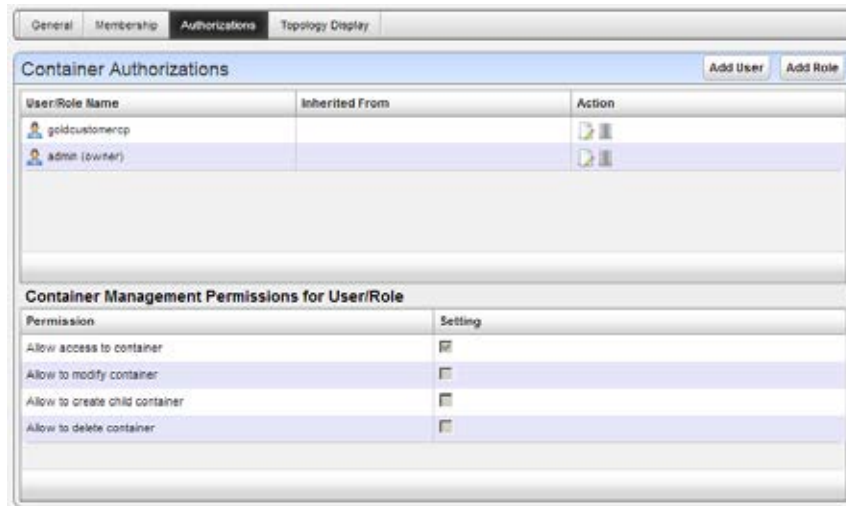 General Membership Authorizations Topology Display
Container Authorizations Add User Add Role
User/Role Name Inherited From Action
goldcustomercp
admin (owner)
Container Management Permissions for User/Role
Permission Setting
Allow access to container
Allow to modify container
Allow to create child container
Allow to delete container